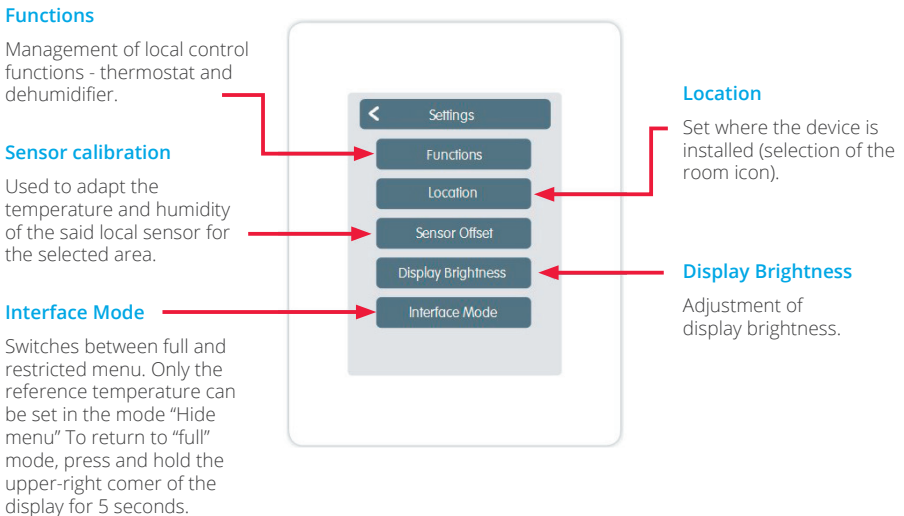 Functions
Management of local control
functions - thermostat and
dehumidifier.
Sensor calibration
Used to adapt the
temperature and humidity
of the said local sensor for
the selected area.
Interface Mode
Switches between full and
restricted menu. Only the
reference temperature can
be set in the mode “Hide
menu” To return to “full”
mode, press and hold the
upper-right comer of the
display for 5 seconds.
Settings
Functions
Location
Sensor Offset
Display Brightness
Interface Mode
Location
Set where the device is
installed (selection of the
room icon).
Display Brightness
Adjustment of
display brightness.